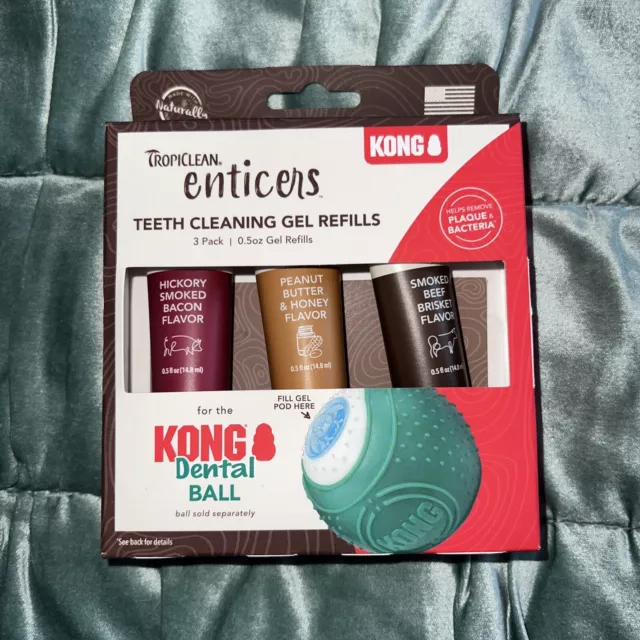 MADE WITH
Naturally
TROPICLEAN®
enticers™
KONG
TEETH CLEANING GEL REFILLS
3 Pack | 0.5oz Gel Refills
HELPS REMOVE
PLAQUE &
BACTERIA*
HICKORY
SMOKED
BACON
FLAVOR
0.5 fl oz (14.8 ml)
PEANUT
BUTTER
& HONEY
FLAVOR
0.5 fl oz (14.8 ml)
SMOKED
BEEF
BRISKET
FLAVOR
0.5 fl oz (14.8 ml)
for the
KONG
Dental
BALL
ball sold separately
FILL GEL
POD HERE
KONG
*See back for details